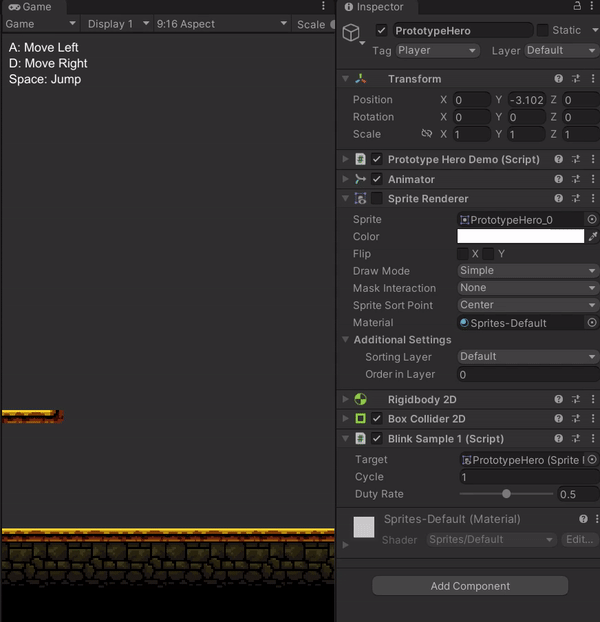 Game
Game Display 1 9:16 Aspect Scale
A: Move Left
D: Move Right
Space: Jump
Inspector
PrototypeHero Static
Tag Player Layer Default
Transform
Position X 0 Y -3.102 Z 0
Rotation X 0 Y 0 Z 0
Scale X 1 Y 1 Z 1
Prototype Hero Demo (Script)
Animator
Sprite Renderer
Sprite PrototypeHero_0
Color
Flip X Y
Draw Mode Simple
Mask Interaction None
Sprite Sort Point Center
Material Sprites-Default
Additional Settings
Sorting Layer Default
Order in Layer 0
Rigidbody 2D
Box Collider 2D
Blink Sample 1 (Script)
Target PrototypeHero (Sprite
Cycle 1
Duty Rate 0.5
Sprites-Default (Material)
Shader Sprites/Default Edit...
Add Component